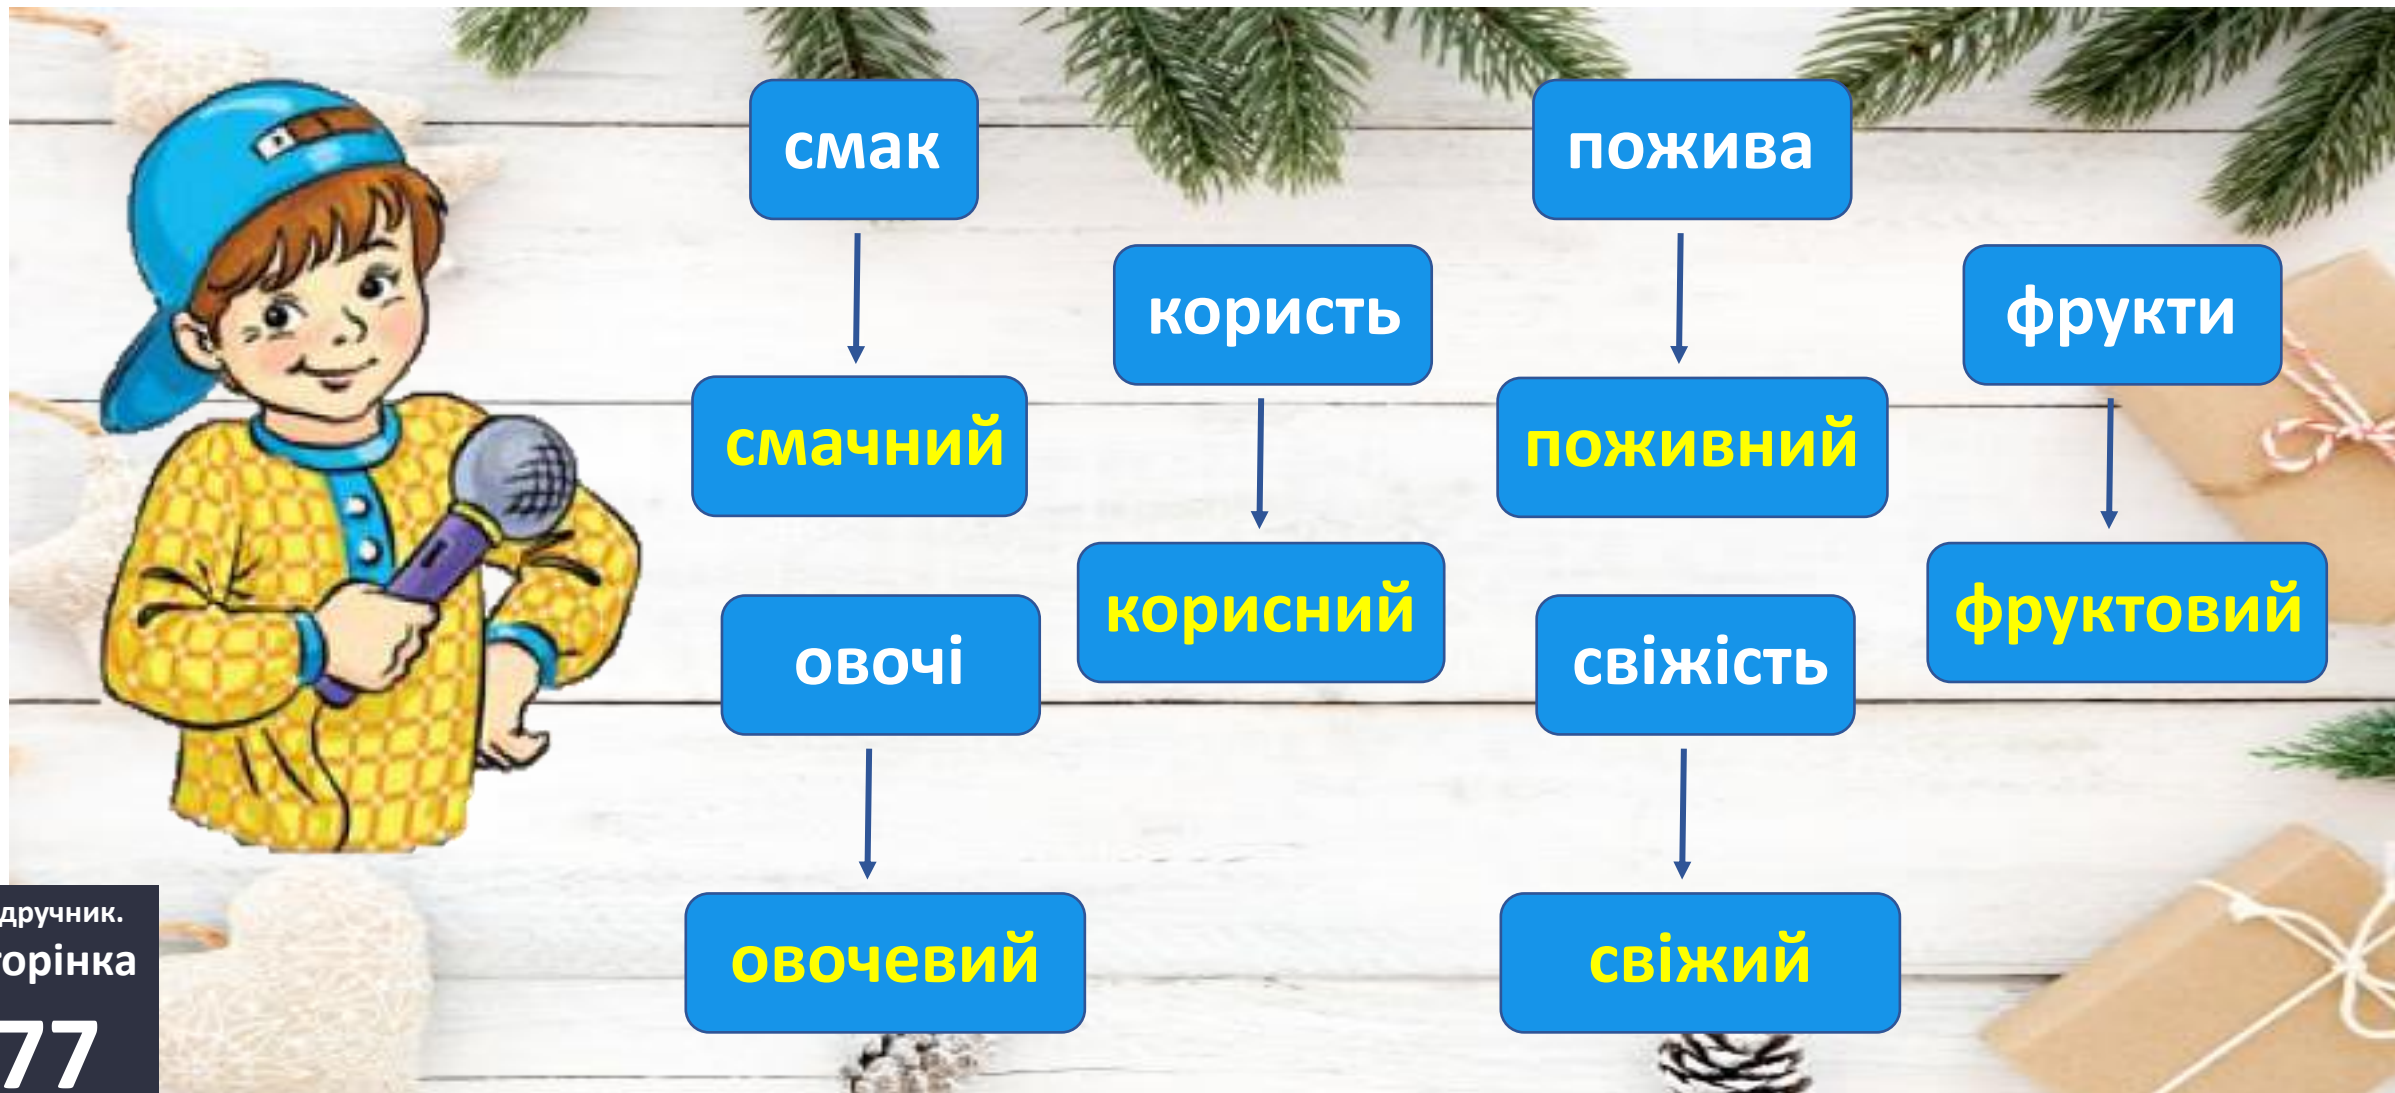 смак
смачний
користь
корисний
пожива
поживний
фрукти
фруктовий
овочі
овочевий
свіжість
свіжий
дручник.
орінка
77